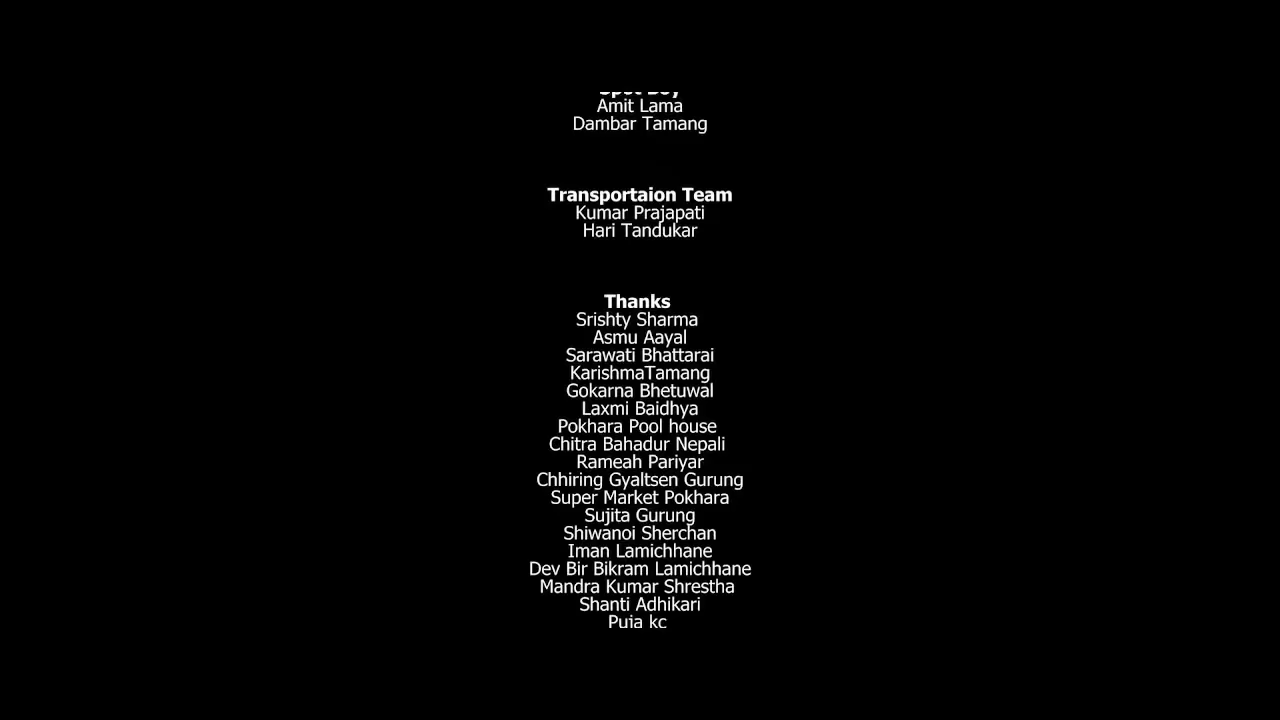 Spot Boy
Amit Lama
Dambar Tamang
Transportaion Team
Kumar Prajapati
Hari Tandukar
Thanks
Srishty Sharma
Asmu Aayal
Sarawati Bhattarai
KarishmaTamang
Gokarna Bhetuwal
Laxmi Baidhya
Pokhara Pool house
Chitra Bahadur Nepali
Rameah Pariyar
Chhiring Gyaltsen Gurung
Super Market Pokhara
Sujita Gurung
Shiwanoi Sherchan
Iman Lamichhane
Dev Bir Bikram Lamichhane
Mandra Kumar Shrestha
Shanti Adhikari
Puja kc